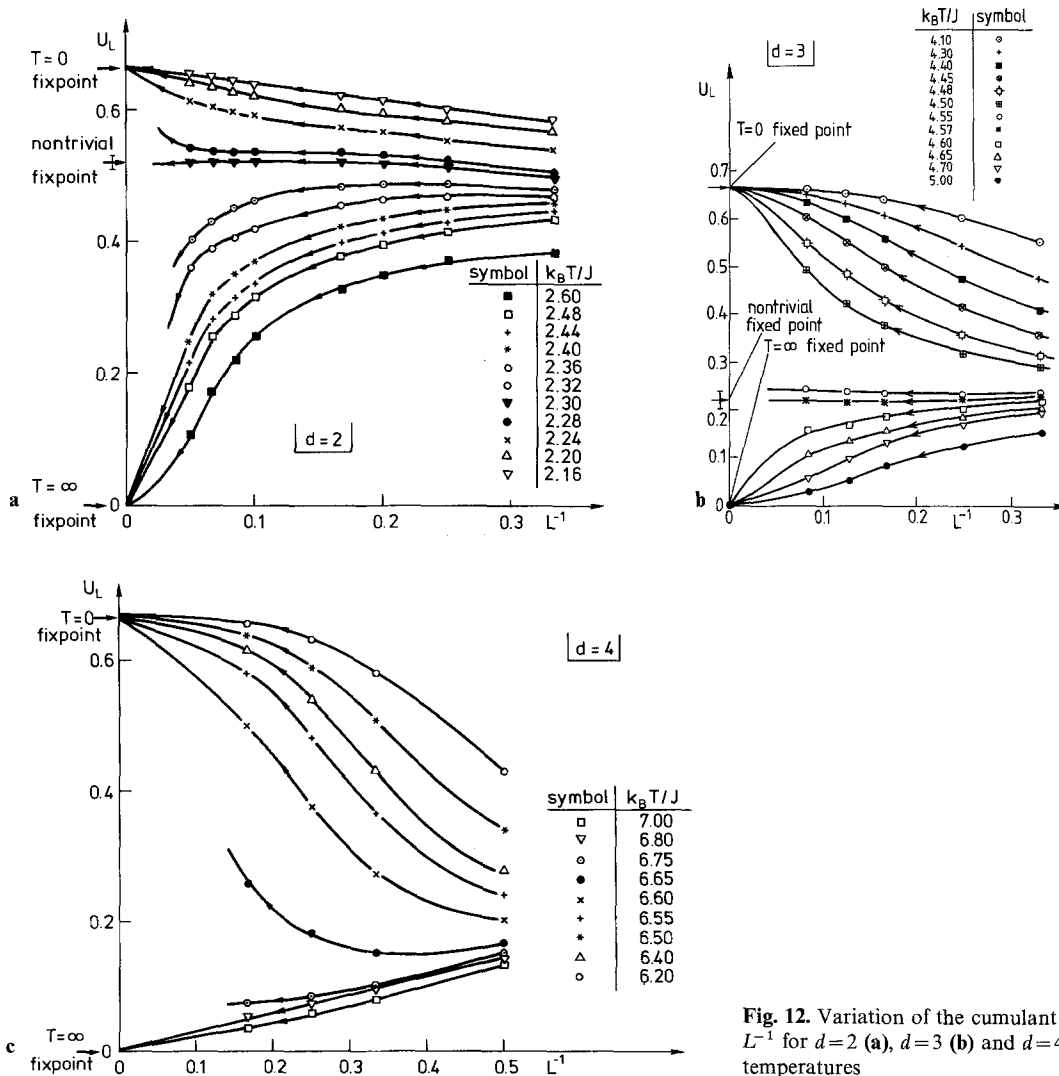 a
U_L
T = 0
fixpoint
0.6
nontrivial
fixpoint
0.4
0.2
T = ∞
fixpoint
0
0
0.1
0.2
0.3
L⁻¹
d = 2
symbol k_B T/J
■ 2.60
□ 2.48
+ 2.44
* 2.40
○ 2.36
○ 2.32
▼ 2.30
● 2.28
× 2.24
△ 2.20
▽ 2.16
b
d = 3
k_B T/J symbol
4.10
4.30 +
4.40 ■
4.45
4.48
4.50
4.55
4.57
4.60 □
4.65 △
4.70 ▽
5.00 ●
U_L
T = 0 fixed point
0.7
0.6
0.5
0.4
nontrivial
fixed point
T = ∞ fixed point
0.3
0.2
0.1
0
0
0.1
0.2
0.3
L⁻¹
c
U_L
T = 0
fixpoint
0.6
0.4
0.2
T = ∞
fixpoint
0
0
0.1
0.2
0.3
0.4
0.5
L⁻¹
d = 4
symbol k_B T/J
□ 7.00
▽ 6.80
⊙ 6.75
● 6.65
× 6.60
+ 6.55
* 6.50
△ 6.40
○ 6.20
Fig. 12. Variation of the cumulant
L⁻¹ for d=2 (a), d=3 (b) and d=4
temperatures